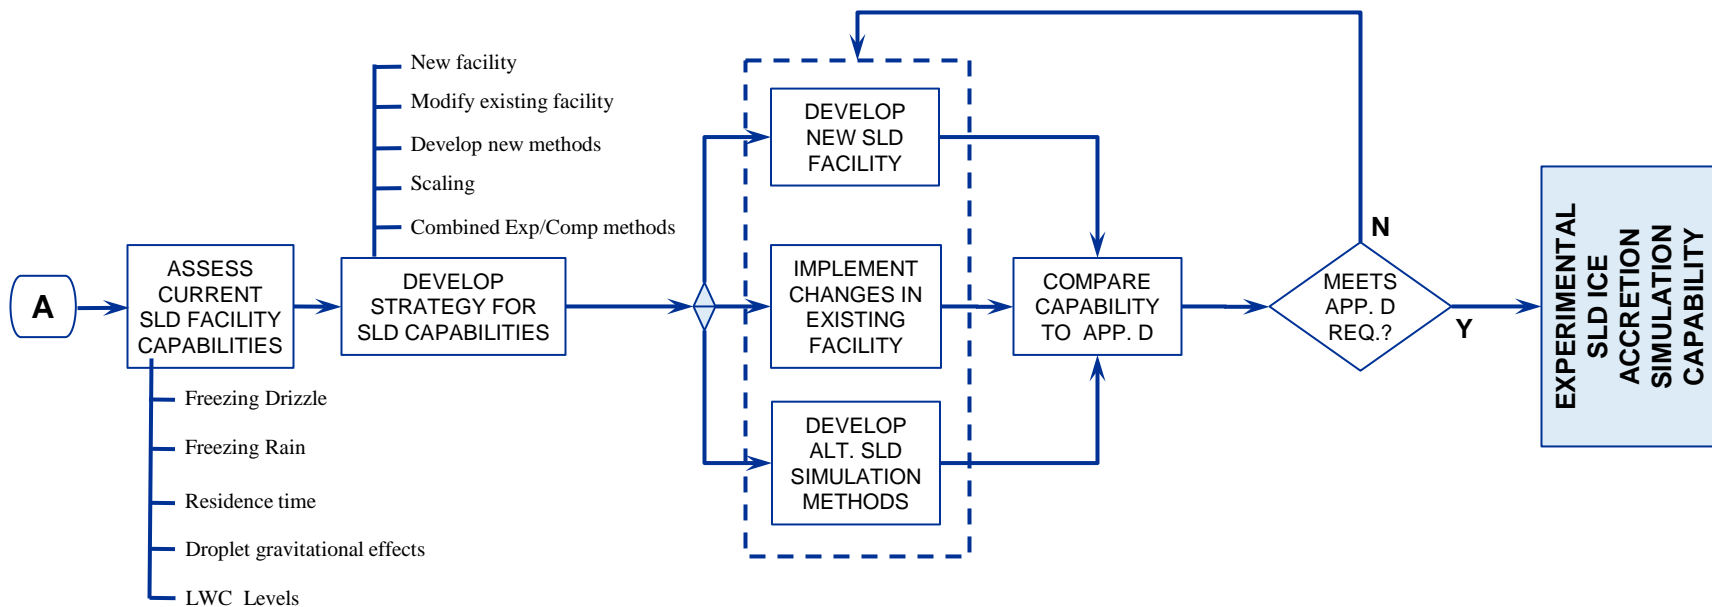 A
ASSESS
CURRENT
SLD FACILITY
CAPABILITIES
Freezing Drizzle
Freezing Rain
Residence time
Droplet gravitational effects
LWC Levels
New facility
Modify existing facility
Develop new methods
Scaling
Combined Exp/Comp methods
DEVELOP
STRATEGY FOR
SLD CAPABILITIES
DEVELOP
NEW SLD
FACILITY
IMPLEMENT
CHANGES IN
EXISTING
FACILITY
DEVELOP
ALT. SLD
SIMULATION
METHODS
COMPARE
CAPABILITY
TO APP. D
MEETS
APP. D
REQ.?
N
Y
EXPERIMENTAL
SLD ICE
ACCRETION
SIMULATION
CAPABILITY